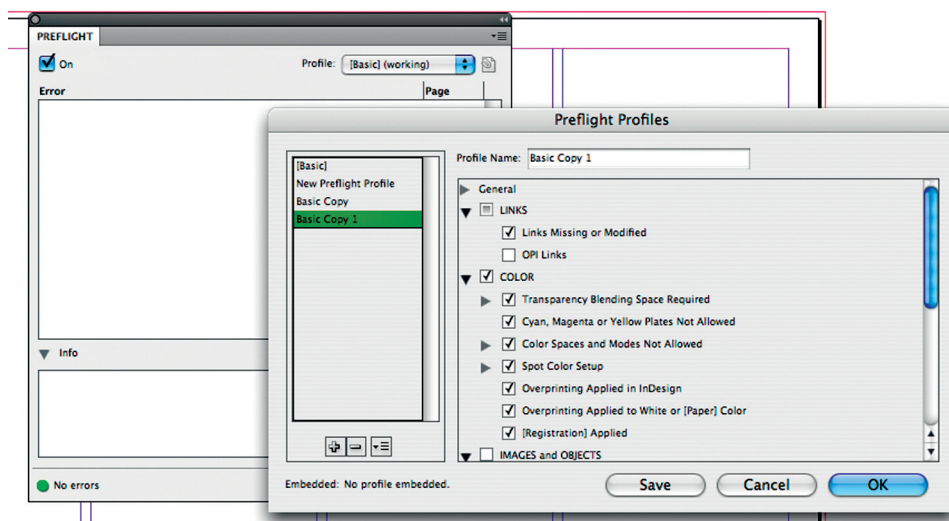 PREFLIGHT
On
Profile: [Basic] (working)
Error Page
Info
No errors
Preflight Profiles
[Basic]
New Preflight Profile
Basic Copy
Basic Copy 1
Profile Name: Basic Copy 1
General
LINKS
Links Missing or Modified
OPI Links
COLOR
Transparency Blending Space Required
Cyan, Magenta or Yellow Plates Not Allowed
Color Spaces and Modes Not Allowed
Spot Color Setup
Overprinting Applied in InDesign
Overprinting Applied to White or [Paper] Color
[Registration] Applied
IMAGES and OBJECTS
Embedded: No profile embedded.
Save Cancel OK